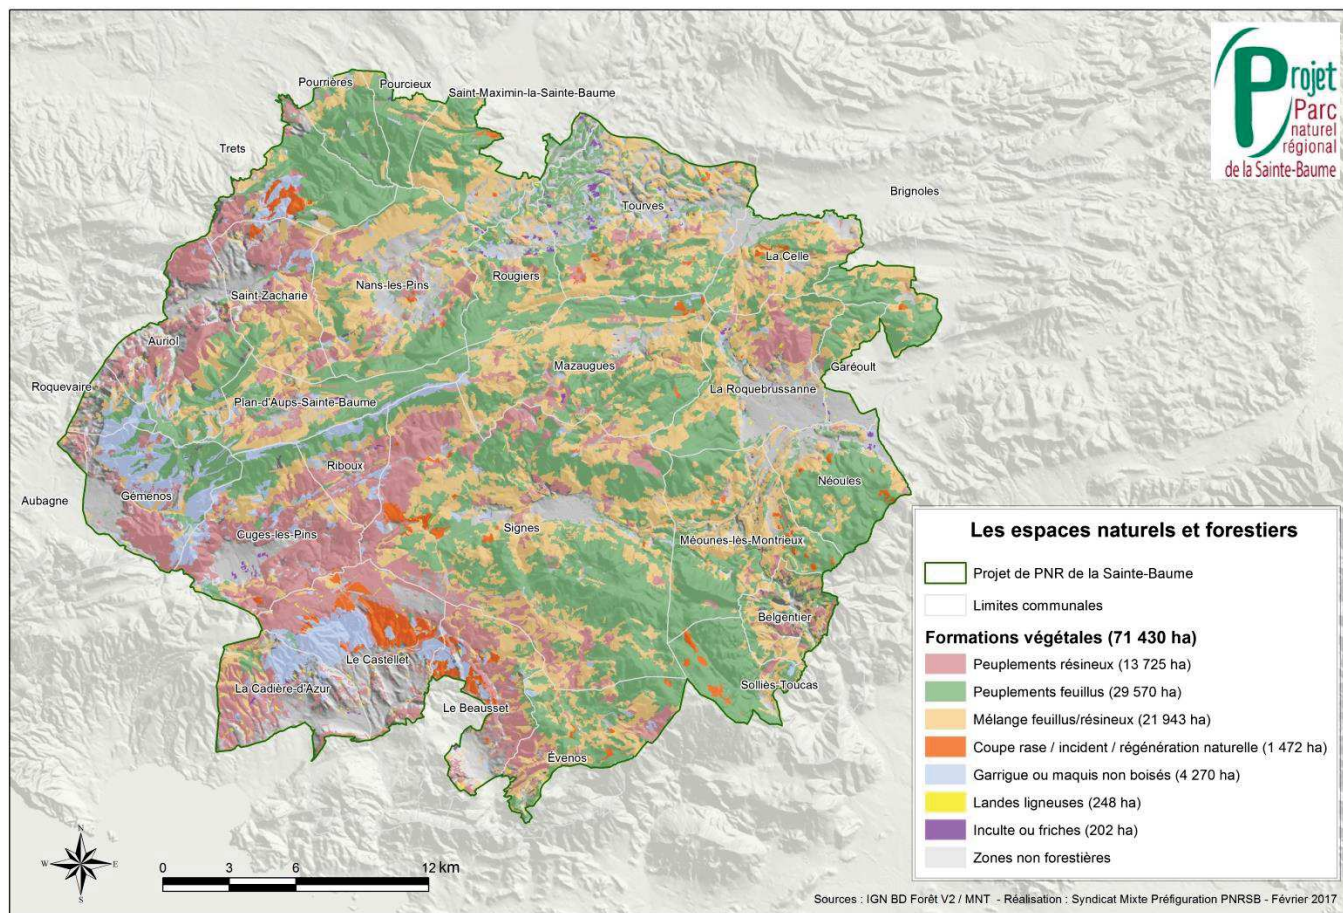 Projet
Parc
naturel
régional
de la Sainte-Baume
Pourrières
Pourcieux
Saint-Maximin-la-Sainte-Baume
Trets
Brignoles
Tourves
La Celle
Rougiers
Nans-les-Pins
Saint-Zacharie
Auriol
Mazaugues
Garéoult
Roquevaire
La Roquebrussanne
Plan-d'Aups-Sainte-Baume
Riboux
Néoules
Gémenos
Aubagne
Signes
Cuges-les-Pins
Méounes-lès-Montrieux
Belgentier
Le Castellet
La Cadière-d'Azur
Solliès-Toucas
Le Beausset
Évenos
Les espaces naturels et forestiers
Projet de PNR de la Sainte-Baume
Limites communales
Formations végétales (71 430 ha)
Peuplements résineux (13 725 ha)
Peuplements feuillus (29 570 ha)
Mélange feuillus/résineux (21 943 ha)
Coupe rase / incident / régénération naturelle (1 472 ha)
Garrigue ou maquis non boisés (4 270 ha)
Landes ligneuses (248 ha)
Inculte ou friches (202 ha)
Zones non forestières
N
W E
S
0 3 6 12 km
Sources : IGN BD Forêt V2 / MNT - Réalisation : Syndicat Mixte Préfiguration PNRSB - Février 2017